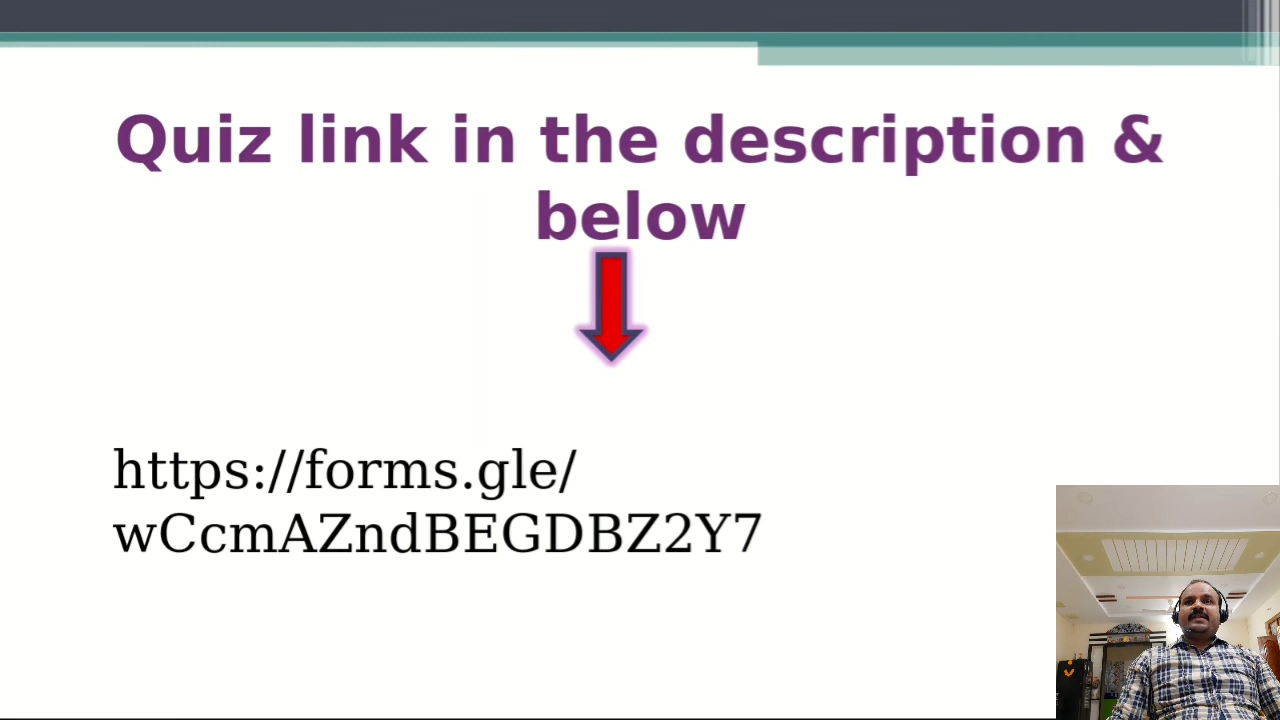 Quiz link in the description &
below
https://forms.gle/
wCcmAZndBEGDBZ2Y7